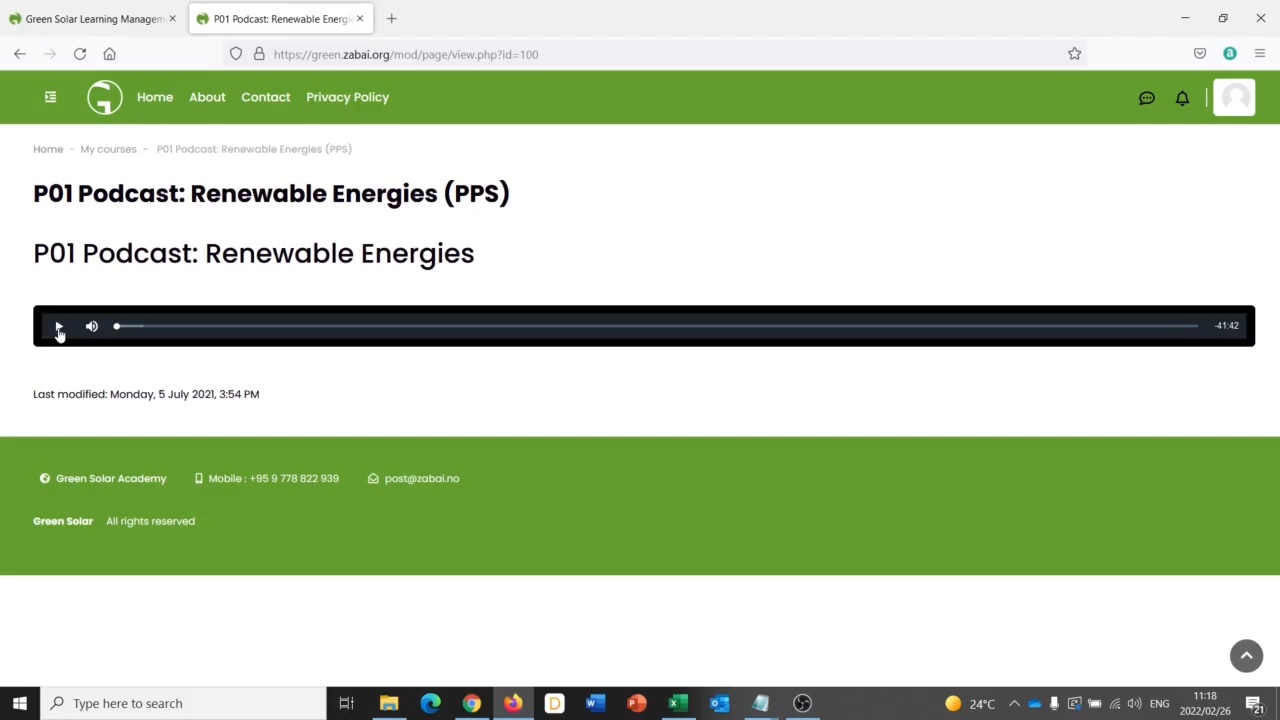 Green Solar Learning Managem
P01 Podcast: Renewable Energie
https://green.zabai.org/mod/page/view.php?id=100
Home About Contact Privacy Policy
Home - My courses - P01 Podcast: Renewable Energies (PPS)
P01 Podcast: Renewable Energies (PPS)
P01 Podcast: Renewable Energies
-41:42
Last modified: Monday, 5 July 2021, 3:54 PM
Green Solar Academy Mobile : +95 9 778 822 939 post@zabai.no
Green Solar All rights reserved
Type here to search
24°C
ENG
11:18
2022/02/26
21